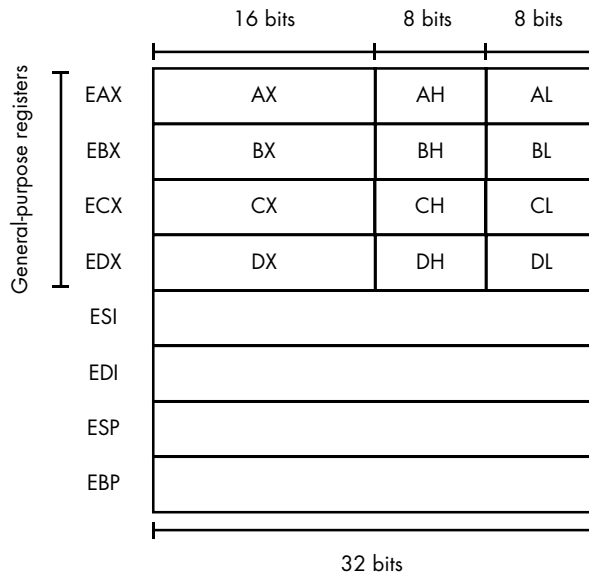 16 bits 8 bits 8 bits
General-purpose registers
EAX AX AH AL
EBX BX BH BL
ECX CX CH CL
EDX DX DH DL
ESI
EDI
ESP
EBP
32 bits